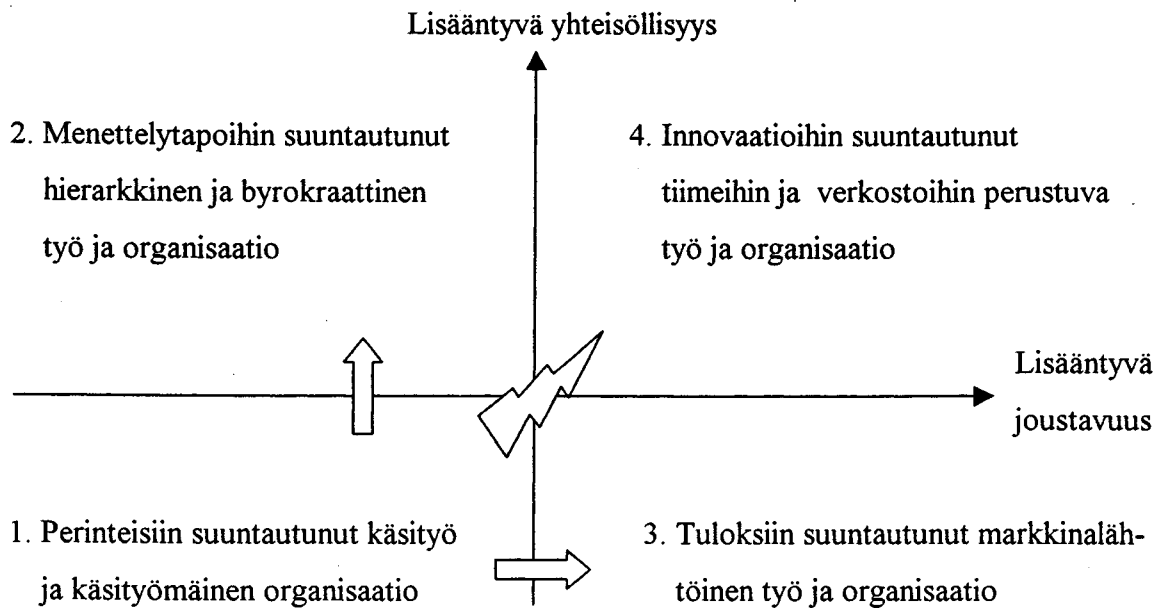 Lisääntyvä yhteisöllisyys
2. Menettelytapoihin suuntautunut
hierarkkinen ja byrokraattinen
työ ja organisaatio
4. Innovaatioihin suuntautunut
tiimeihin ja verkostoihin perustuva
työ ja organisaatio
Lisääntyvä
joustavuus
1. Perinteisiin suuntautunut käsityö
ja käsityömäinen organisaatio
3. Tuloksiin suuntautunut markkinaläh-
töinen työ ja organisaatio